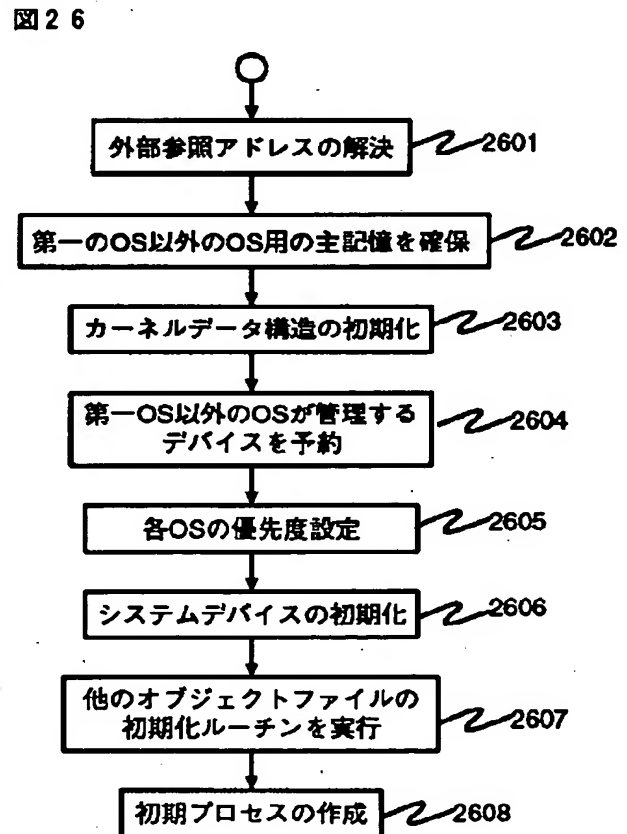 図26
外部参照アドレスの解決 2601
第一のOS以外のOS用の主記憶を確保 2602
カーネルデータ構造の初期化 2603
第一OS以外のOSが管理する
デバイスを予約 2604
各OSの優先度設定 2605
システムデバイスの初期化 2606
他のオブジェクトファイルの
初期化ルーチンを実行 2607
初期プロセスの作成 2608